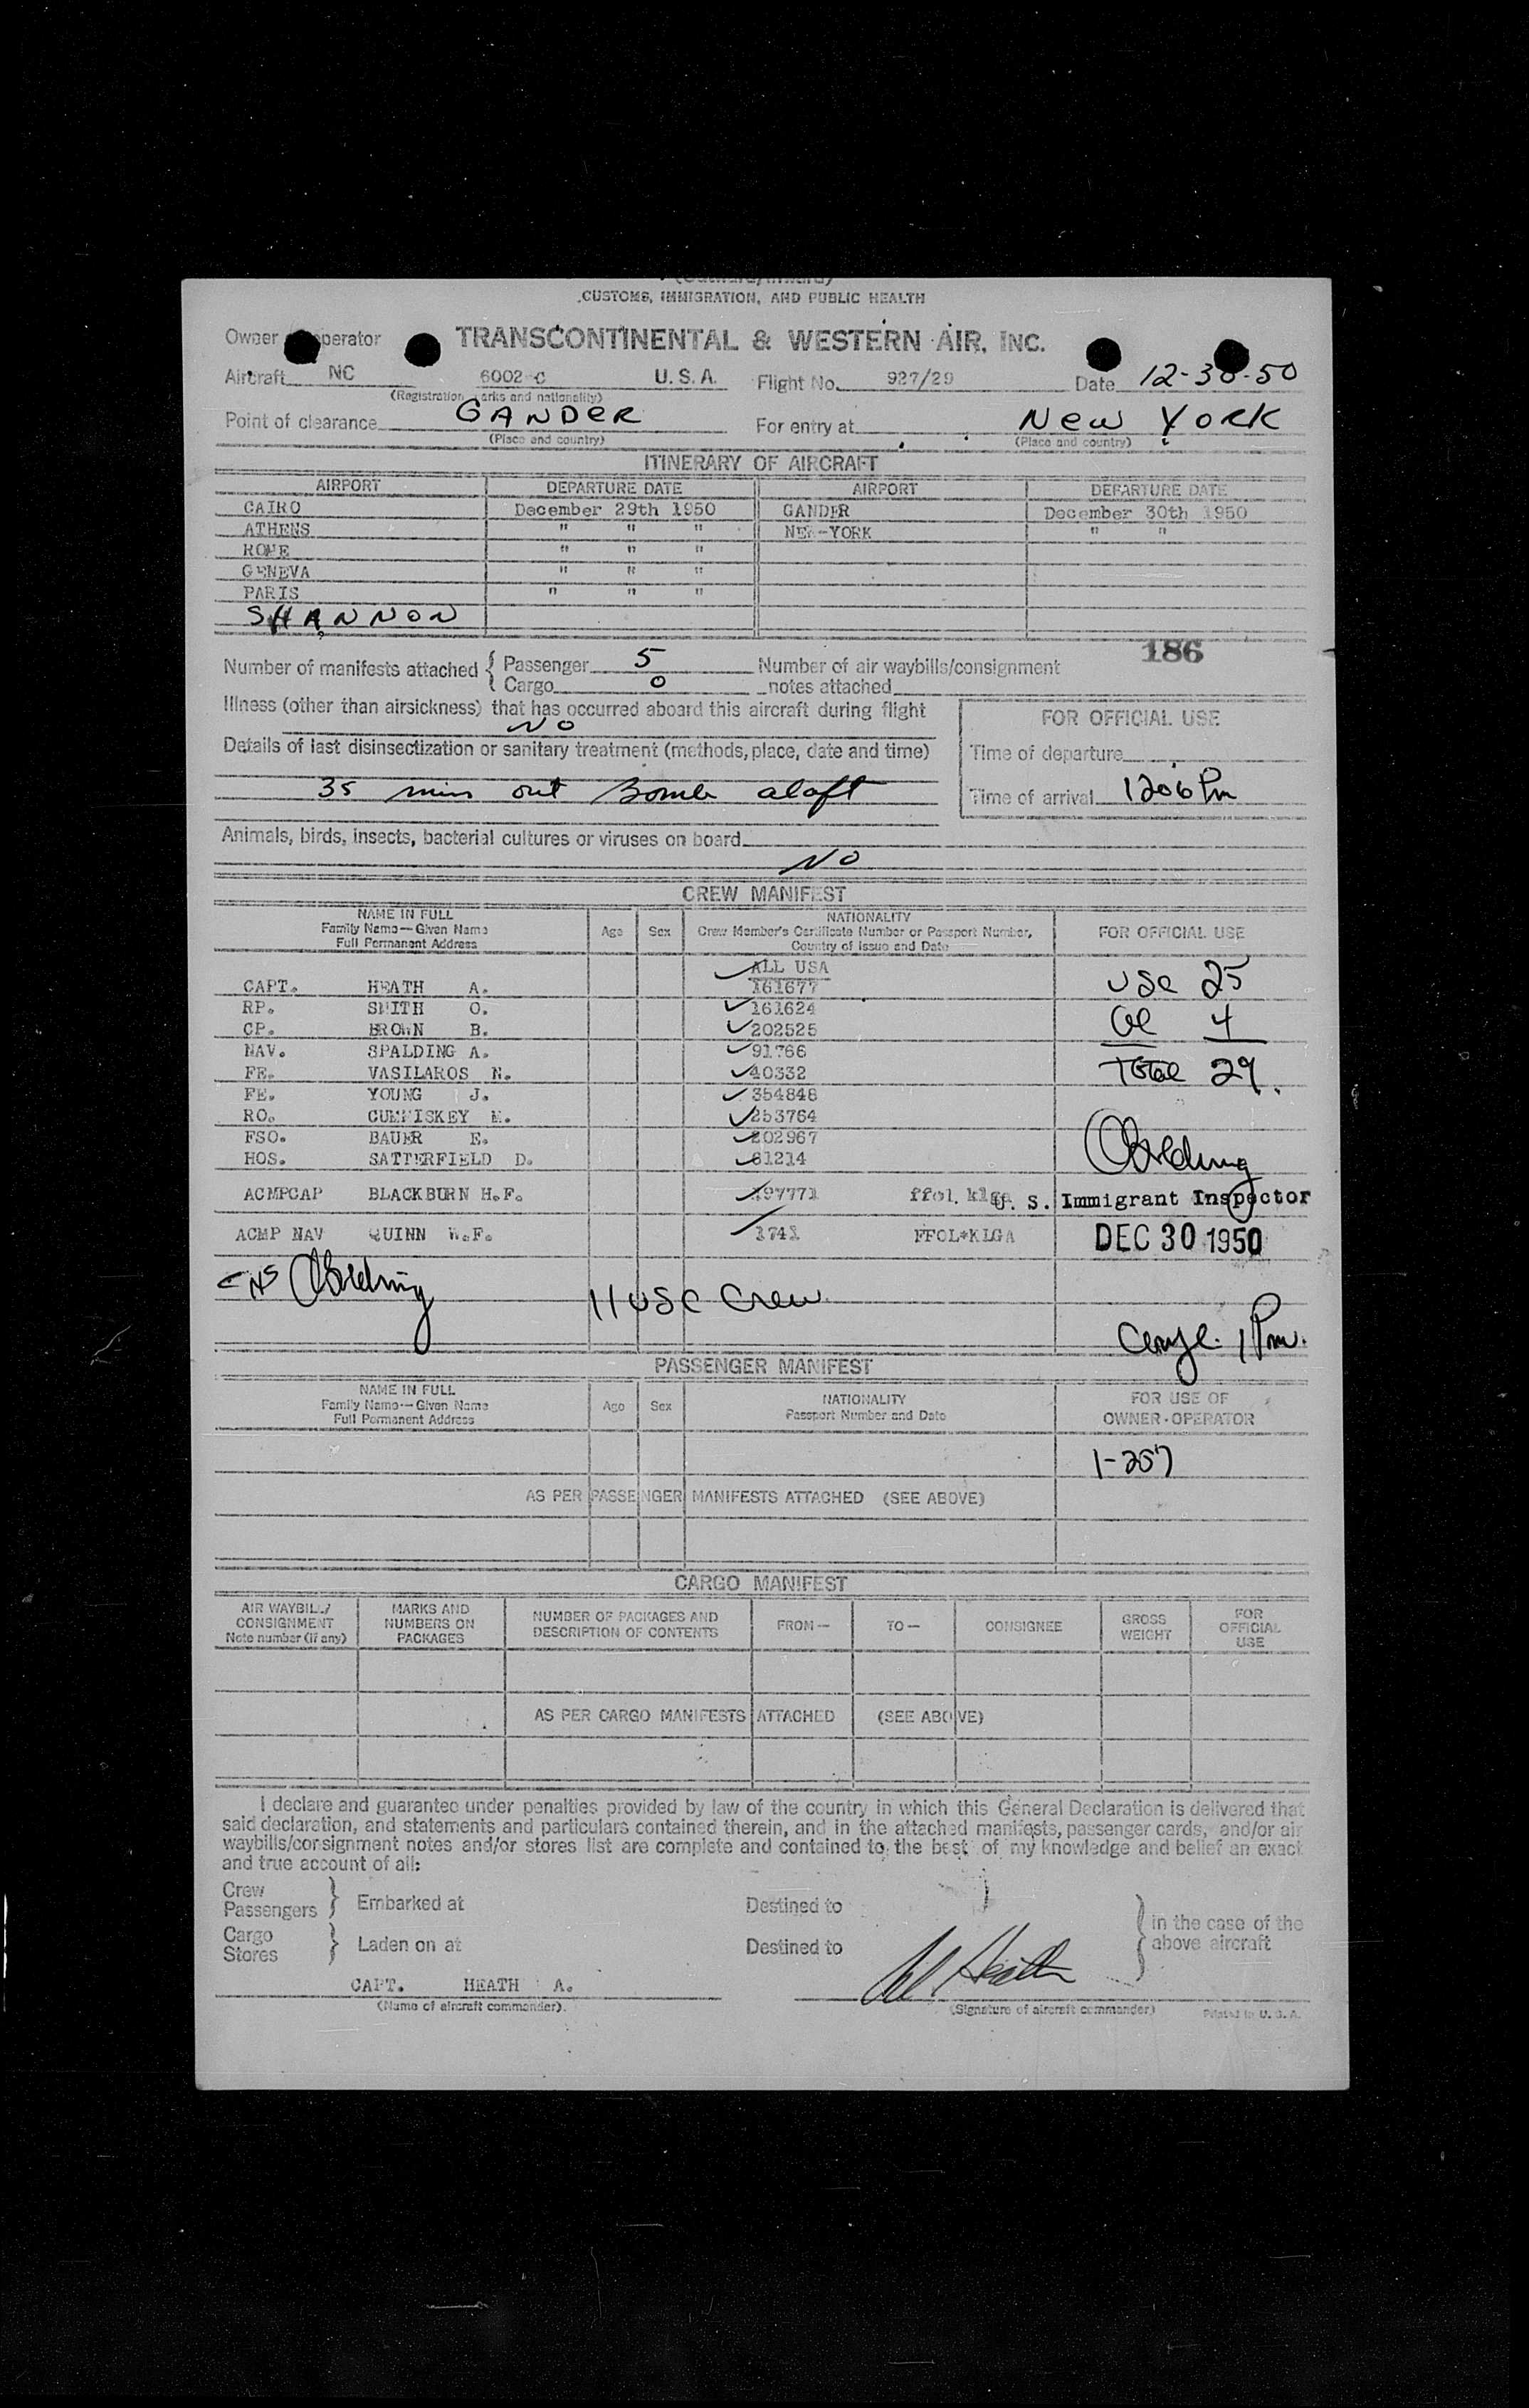 CUSTOMS, IMMIGRATION, AND PUBLIC HEALTH
Owner perator TRANSCONTINENTAL & WESTERN AIR, INC.
Aircraft NC 6002-C U.S.A. Flight No. 927/29 Date 12-30-50
(Registration marks and nationality)
Point of clearance GANDER For entry at New York
(Place and country) (Place and country)
ITINERARY OF AIRCRAFT
AIRPORT DEPARTURE DATE AIRPORT DEPARTURE DATE
CAIRO December 29th 1950 GANDER December 30th 1950
ATHENS " " " NEW-YORK " "
ROME " " "
GENEVA " " "
PARIS " " "
SHANNON
186
Number of manifests attached { Passenger 5 Number of air waybills/consignment
Cargo 0 notes attached
Illness (other than airsickness) that has occurred aboard this aircraft during flight
NO
FOR OFFICIAL USE
Details of last disinsectization or sanitary treatment (methods, place, date and time)
Time of departure
35 mins out Bomb aloft
Time of arrival 1206 Pm
Animals, birds, insects, bacterial cultures or viruses on board
NO
CREW MANIFEST
NAME IN FULL
Family Name—Given Name
Full Permanent Address
Age Sex
NATIONALITY
Crew Member's Certificate Number or Passport Number,
Country of Issue and Date
FOR OFFICIAL USE
ALL USA
CAPT. HEATH A. 161677 USC 25
RP. SMITH O. 161624
CP. BROWN B. 202525 4
NAV. SPALDING A. 91766
FE. VASILAROS N. 40332 Total 29.
FE. YOUNG J. 354848
RO. CUMMISKEY M. 253764
FSO. BAUER E. 202967
HOS. SATTERFIELD D. 61214
ACMPCAP BLACKBURN H.F. 197771 ffol. klga U. S. Immigrant Inspector
ACMP NAV QUINN W.F. 1741 FFOL*KLGA DEC 30 1950
11 USC Crew
1 Pm.
PASSENGER MANIFEST
NAME IN FULL
Family Name—Given Name
Full Permanent Address
Age Sex
NATIONALITY
Passport Number and Date
FOR USE OF
OWNER-OPERATOR
1-257
AS PER PASSENGER MANIFESTS ATTACHED (SEE ABOVE)
CARGO MANIFEST
AIR WAYBILL/
CONSIGNMENT
Note number (if any)
MARKS AND
NUMBERS ON
PACKAGES
NUMBER OF PACKAGES AND
DESCRIPTION OF CONTENTS
FROM—
TO—
CONSIGNEE
GROSS
WEIGHT
FOR
OFFICIAL
USE
AS PER CARGO MANIFESTS ATTACHED (SEE ABOVE)
I declare and guarantee under penalties provided by law of the country in which this General Declaration is delivered that
said declaration, and statements and particulars contained therein, and in the attached manifests, passenger cards, and/or air
waybills/consignment notes and/or stores list are complete and contained to the best of my knowledge and belief an exact
and true account of all:
Crew
Passengers } Embarked at Destined to
Cargo
Stores } Laden on at Destined to
} in the case of the
above aircraft
CAPT. HEATH A. Heath
(Name of aircraft commander) (Signature of aircraft commander) Printed in U. S. A.